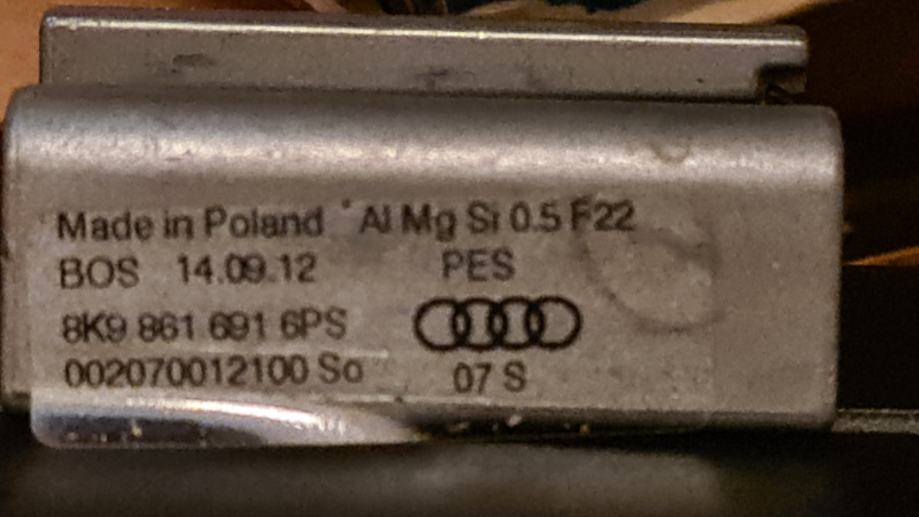 Made in Poland Al Mg Si 0.5 F22
BOS 14.09.12 PES
8K9 861 691 6PS
002070012100 So 07 S